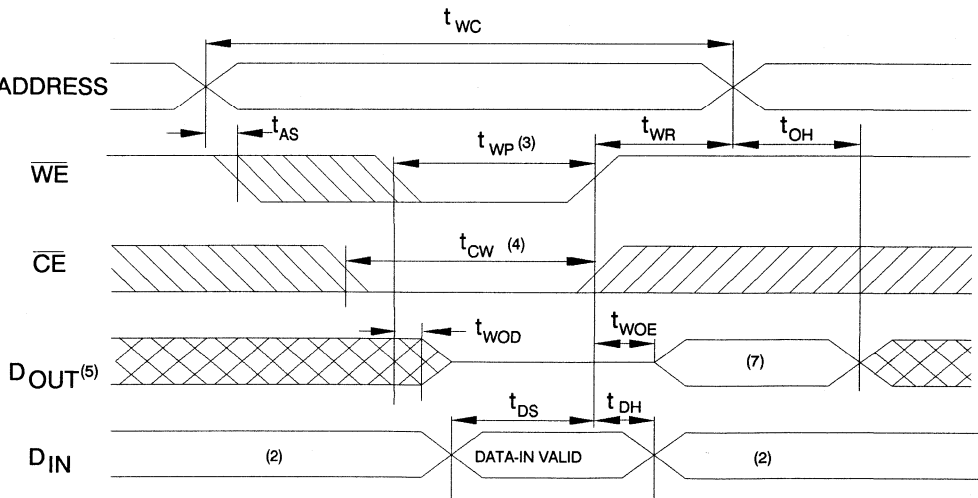 tWC
ADDRESS
tAS
tWP (3)
tWR
tOH
WE
tCW (4)
CE
tWOD
tWOE
DOUT(5)
(7)
tDS
tDH
DIN
(2)
DATA-IN VALID
(2)